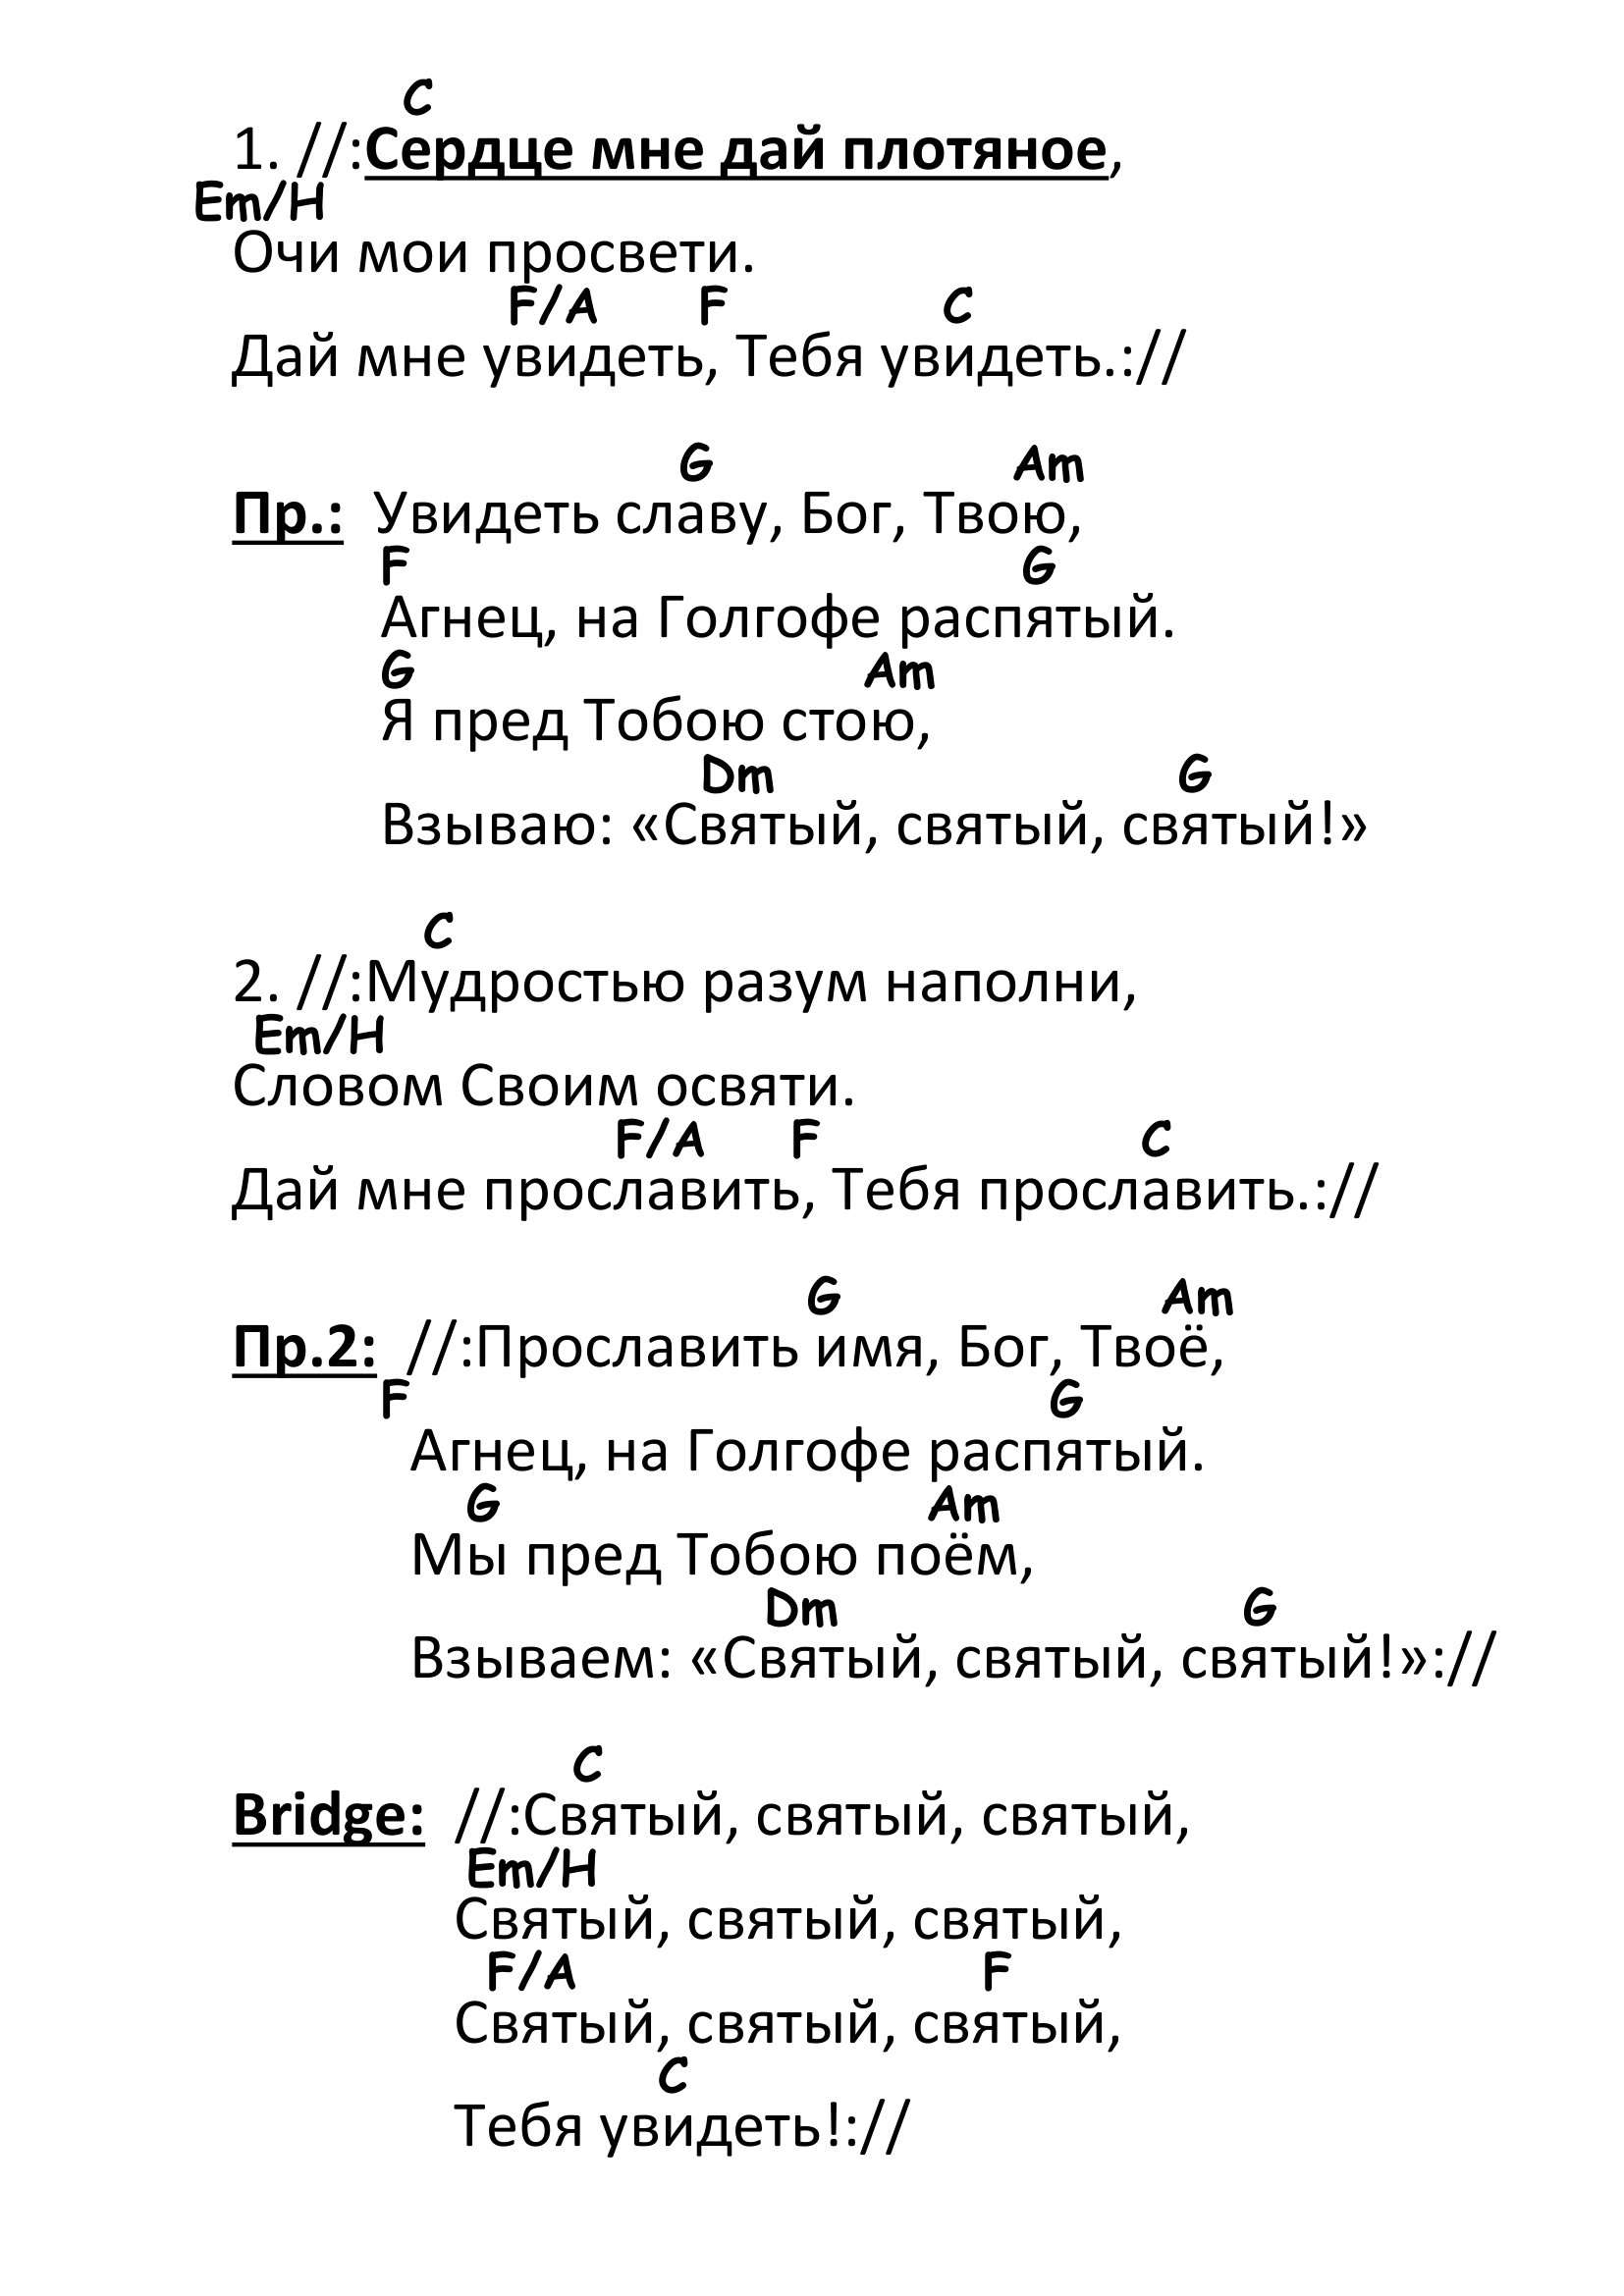 C
1. //:Сердце мне дай плотяное,
Em/H
Очи мои просвети.
F/A F C
Дай мне увидеть, Тебя увидеть.://
G Am
Пр.: Увидеть славу, Бог, Твою,
F G
Агнец, на Голгофе распятый.
G Am
Я пред Тобою стою,
Dm G
Взываю: «Святый, святый, святый!»
C
2. //:Мудростью разум наполни,
Em/H
Словом Своим освяти.
F/A F C
Дай мне прославить, Тебя прославить.://
G Am
Пр.2: //:Прославить имя, Бог, Твоё,
F G
Агнец, на Голгофе распятый.
G Am
Мы пред Тобою поём,
Dm G
Взываем: «Святый, святый, святый!»://
C
Bridge: //:Святый, святый, святый,
Em/H
Святый, святый, святый,
F/A F
Святый, святый, святый,
C
Тебя увидеть!://